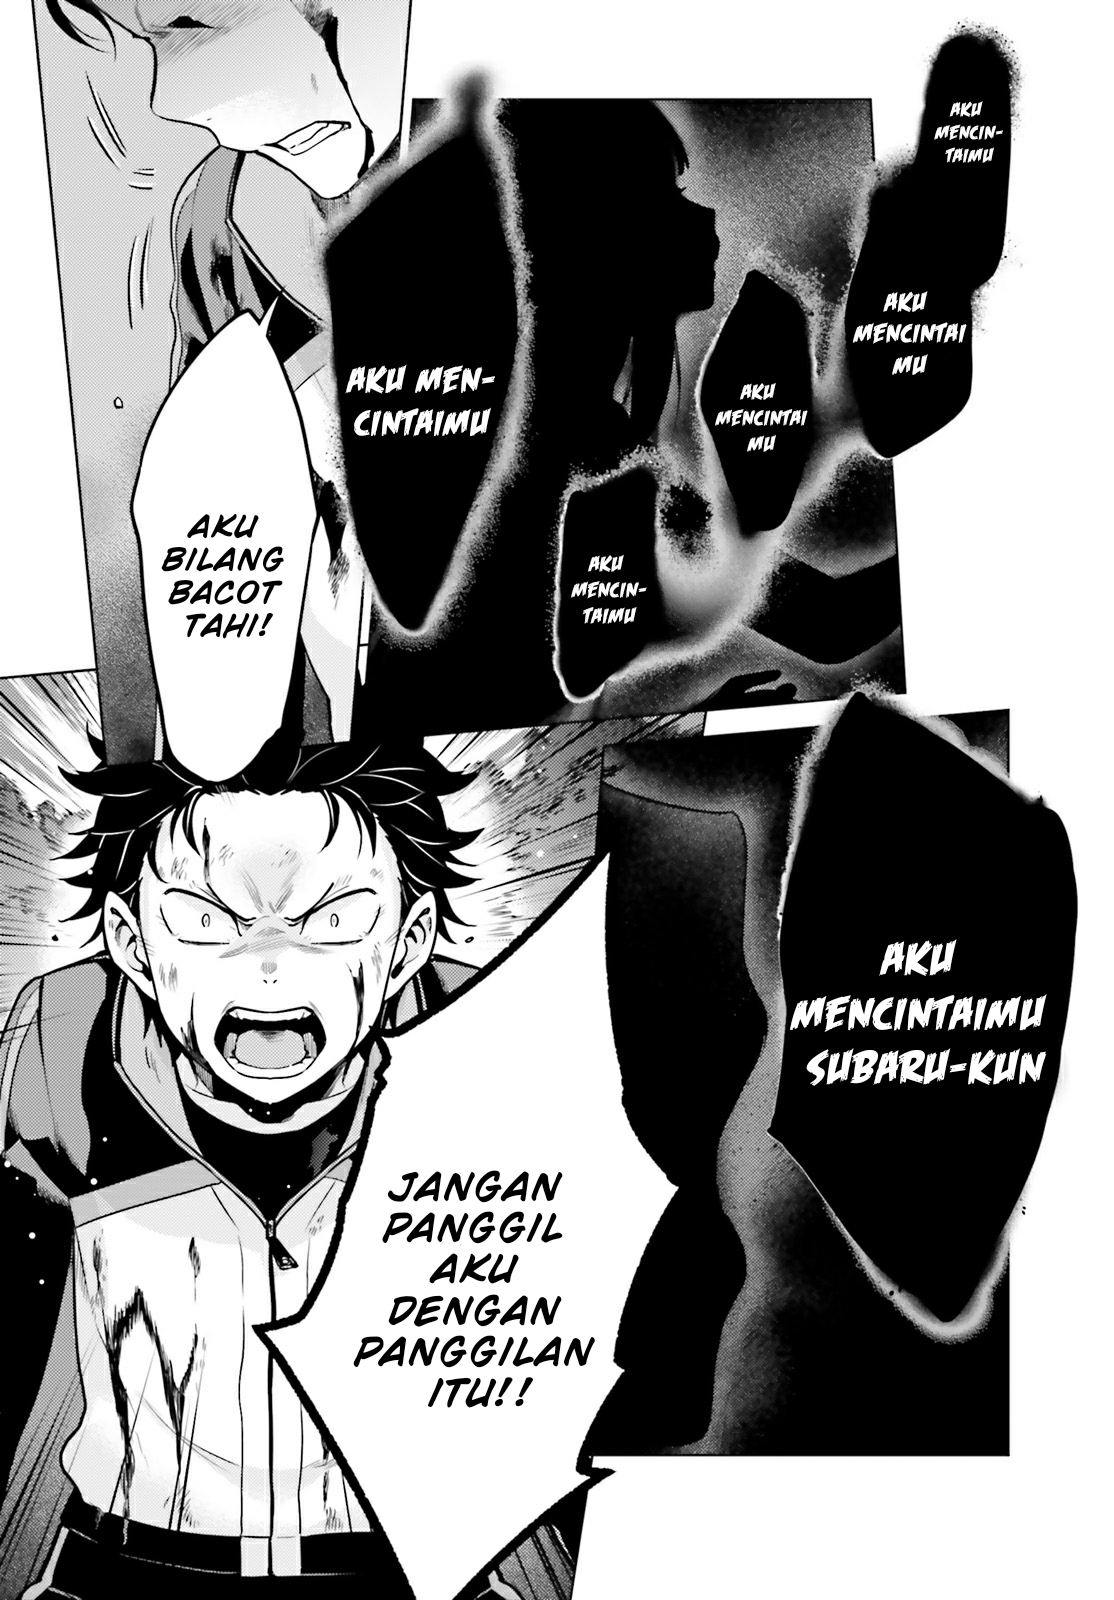 AKU
MENCIN-
TAIMU
AKU
MENCINTAI
MU
AKU
MENCINTAI
MU
AKU
MENCIN-
TAIMU
AKU MEN-
CINTAIMU
AKU
BILANG
BACOT
TAHI!
AKU
MENCINTAIMU
SUBARU-KUN
JANGAN
PANGGIL
AKU
DENGAN
PANGGILAN
ITU!!